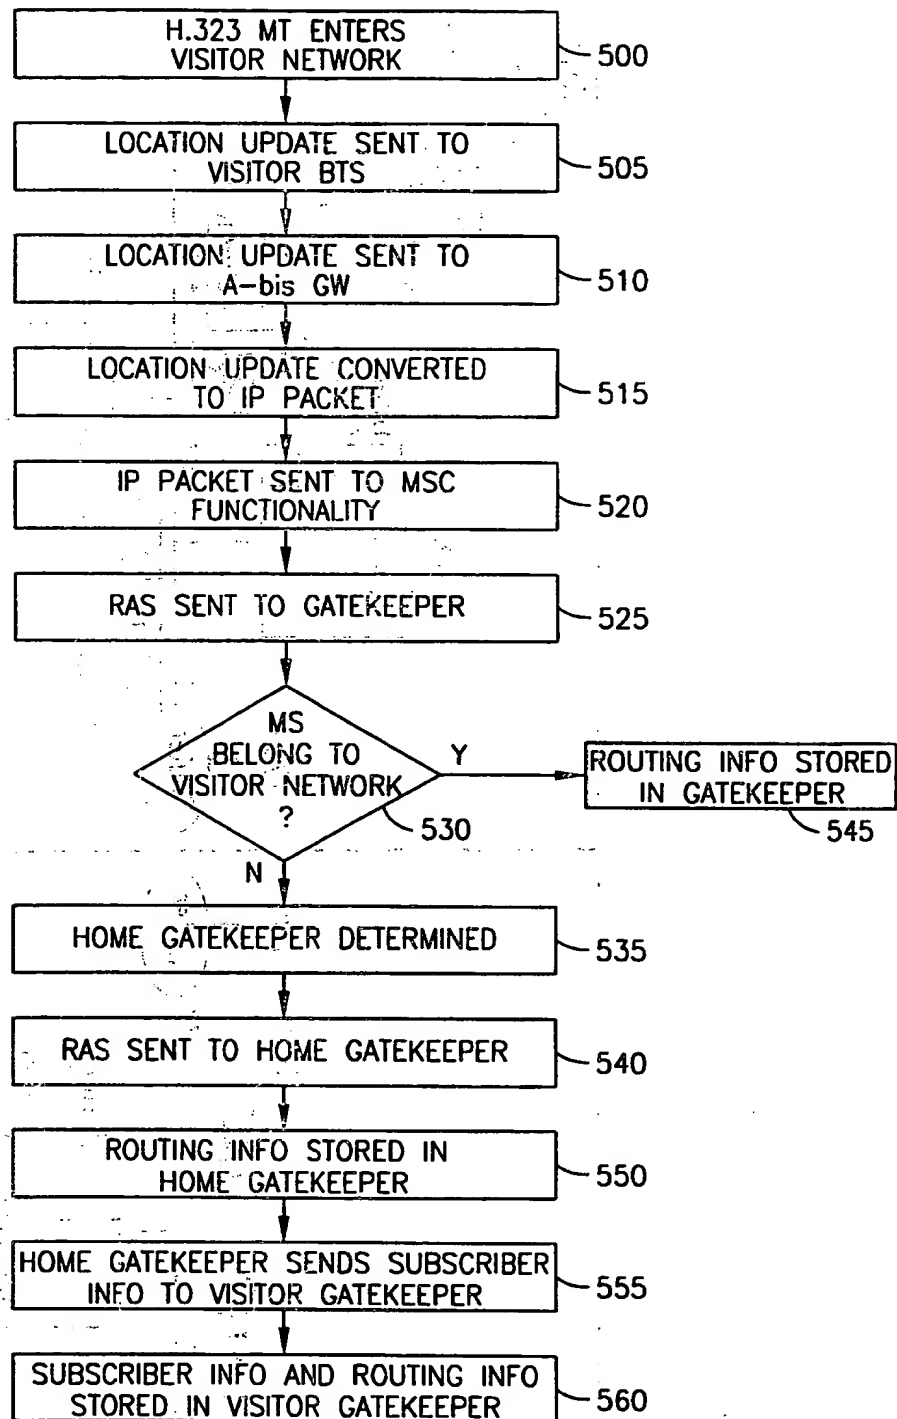 H.323 MT ENTERS
VISITOR NETWORK
500
LOCATION UPDATE SENT TO
VISITOR BTS
505
LOCATION UPDATE SENT TO
A-bis GW
510
LOCATION UPDATE CONVERTED
TO IP PACKET
515
IP PACKET SENT TO MSC
FUNCTIONALITY
520
RAS SENT TO GATEKEEPER
525
MS
BELONG TO
VISITOR NETWORK
?
530
Y
ROUTING INFO STORED
IN GATEKEEPER
545
N
HOME GATEKEEPER DETERMINED
535
RAS SENT TO HOME GATEKEEPER
540
ROUTING INFO STORED IN
HOME GATEKEEPER
550
HOME GATEKEEPER SENDS SUBSCRIBER
INFO TO VISITOR GATEKEEPER
555
SUBSCRIBER INFO AND ROUTING INFO
STORED IN VISITOR GATEKEEPER
560